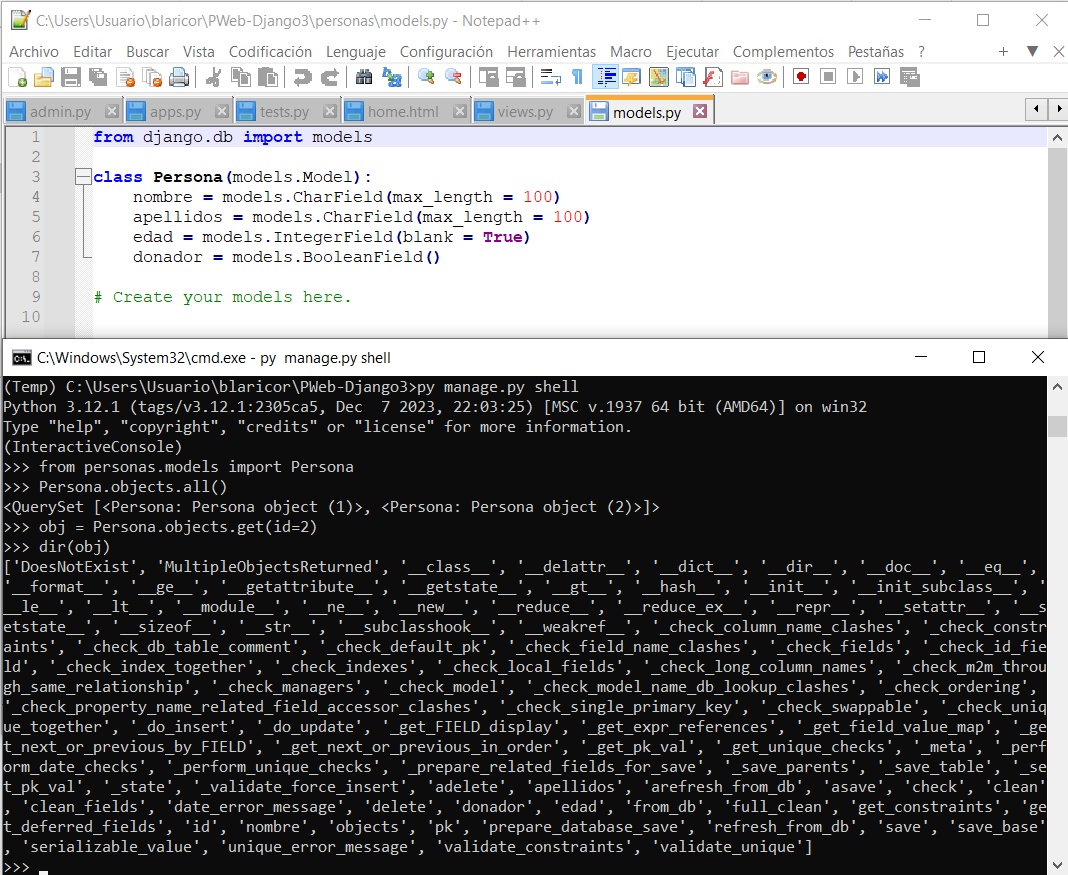 C:\Users\Usuario\blaricor\PWeb-Django3\personas\models.py - Notepad++
Archivo Editar Buscar Vista Codificación Lenguaje Configuración Herramientas Macro Ejecutar Complementos Pestañas ?
admin.py apps.py tests.py home.html views.py models.py
1 from django.db import models
2
3 class Persona(models.Model):
4 nombre = models.CharField(max_length = 100)
5 apellidos = models.CharField(max_length = 100)
6 edad = models.IntegerField(blank = True)
7 donador = models.BooleanField()
8
9 # Create your models here.
10
C:\Windows\System32\cmd.exe - py manage.py shell
(Temp) C:\Users\Usuario\blaricor\PWeb-Django3>py manage.py shell
Python 3.12.1 (tags/v3.12.1:2305ca5, Dec  7 2023, 22:03:25) [MSC v.1937 64 bit (AMD64)] on win32
Type "help", "copyright", "credits" or "license" for more information.
(InteractiveConsole)
>>> from personas.models import Persona
>>> Persona.objects.all()
<QuerySet [<Persona: Persona object (1)>, <Persona: Persona object (2)>]>
>>> obj = Persona.objects.get(id=2)
>>> dir(obj)
['DoesNotExist', 'MultipleObjectsReturned', '__class__', '__delattr__', '__dict__', '__dir__', '__doc__', '__eq__',
'__format__', '__ge__', '__getattribute__', '__getstate__', '__gt__', '__hash__', '__init__', '__init_subclass__', '
__le__', '__lt__', '__module__', '__ne__', '__new__', '__reduce__', '__reduce_ex__', '__repr__', '__setattr__', '__s
etstate__', '__sizeof__', '__str__', '__subclasshook__', '__weakref__', '_check_column_name_clashes', '_check_constr
aints', '_check_db_table_comment', '_check_default_pk', '_check_field_name_clashes', '_check_fields', '_check_id_fie
ld', '_check_index_together', '_check_indexes', '_check_local_fields', '_check_long_column_names', '_check_m2m_throu
gh_same_relationship', '_check_managers', '_check_model', '_check_model_name_db_lookup_clashes', '_check_ordering',
'_check_property_name_related_field_accessor_clashes', '_check_single_primary_key', '_check_swappable', '_check_uniq
ue_together', '_do_insert', '_do_update', '_get_FIELD_display', '_get_expr_references', '_get_field_value_map', '_ge
t_next_or_previous_by_FIELD', '_get_next_or_previous_in_order', '_get_pk_val', '_get_unique_checks', '_meta', '_perf
orm_date_checks', '_perform_unique_checks', '_prepare_related_fields_for_save', '_save_parents', '_save_table', '_se
t_pk_val', '_state', '_validate_force_insert', 'adelete', 'apellidos', 'arefresh_from_db', 'asave', 'check', 'clean'
, 'clean_fields', 'date_error_message', 'delete', 'donador', 'edad', 'from_db', 'full_clean', 'get_constraints', 'ge
t_deferred_fields', 'id', 'nombre', 'objects', 'pk', 'prepare_database_save', 'refresh_from_db', 'save', 'save_base'
, 'serializable_value', 'unique_error_message', 'validate_constraints', 'validate_unique']
>>>